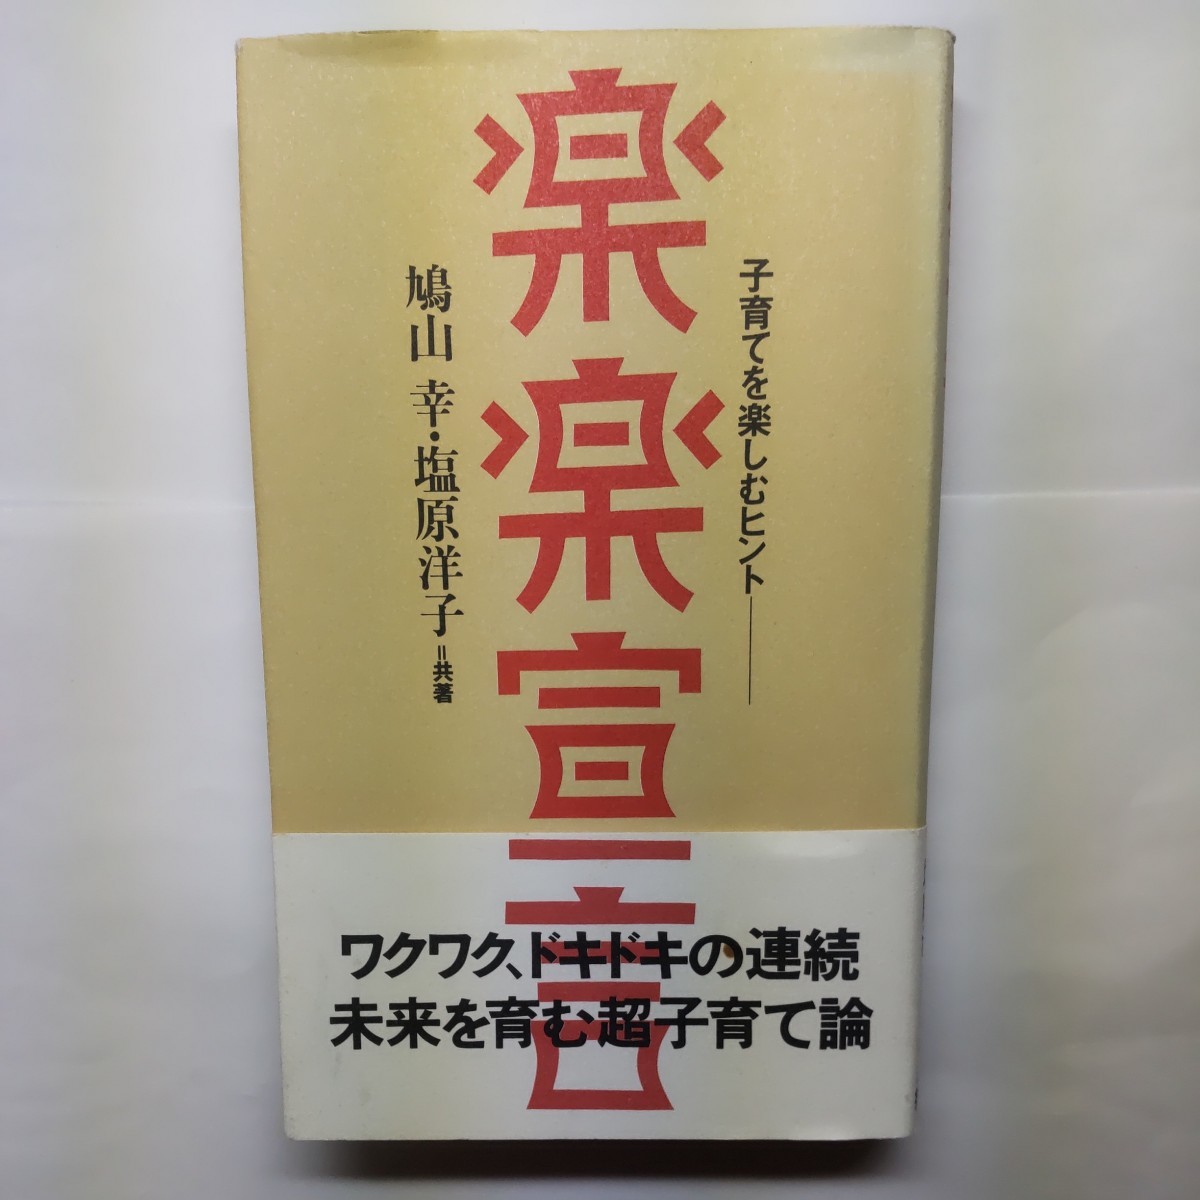 子育てを楽しむヒント――
楽楽宣言
鳩山 幸・塩原洋子=共著
ワクワク、ドキドキの連続
未来を育む超子育て論